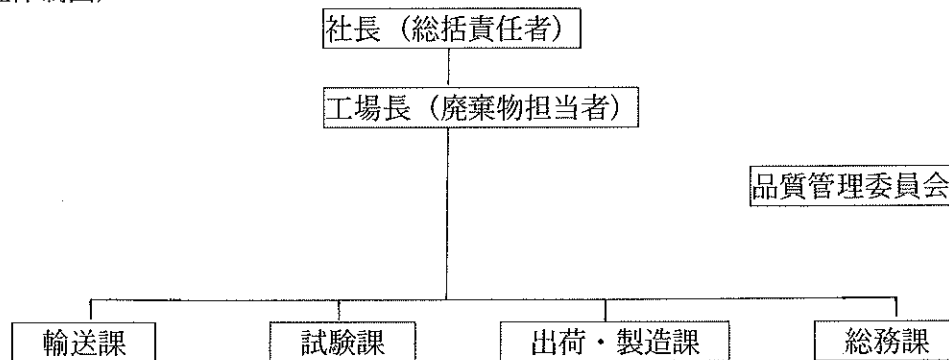 社長（総括責任者）
工場長（廃棄物担当者）
品質管理委員会
輸送課
試験課
出荷・製造課
総務課